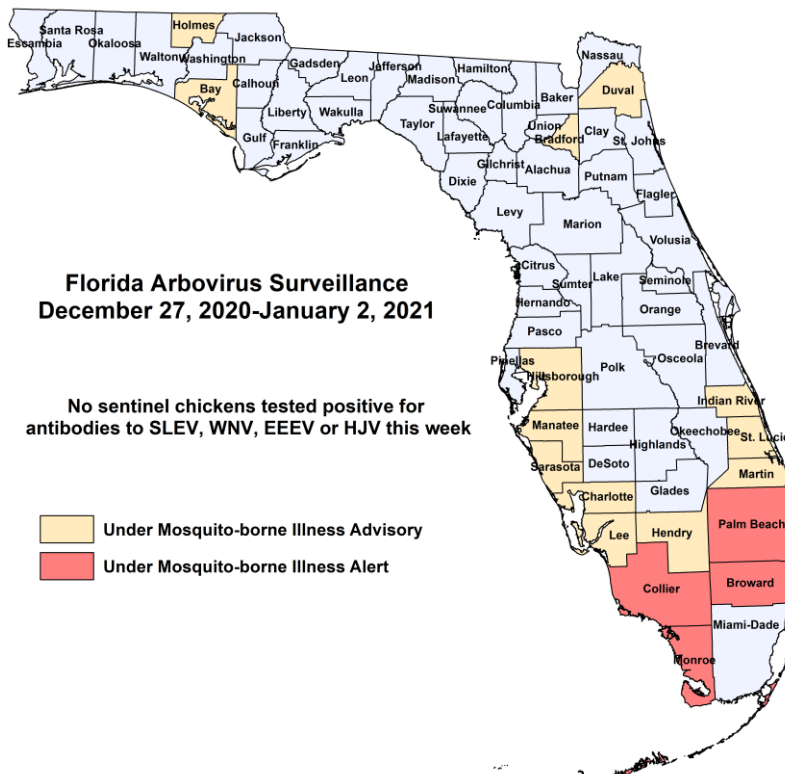 Holmes
Santa Rosa
Escambia
Okaloosa
Walton
Washington
Jackson
Bay
Calhoun
Gadsden
Leon
Jefferson
Madison
Hamilton
Nassau
Duval
Baker
Columbia
Suwannee
Liberty
Wakulla
Gulf
Franklin
Taylor
Lafayette
Union
Bradford
Clay
St. Johns
Gilchrist
Alachua
Putnam
Dixie
Flagler
Levy
Marion
Volusia
Citrus
Sumter
Lake
Seminole
Hernando
Orange
Pasco
Brevard
Osceola
Pinellas
Hillsborough
Polk
Indian River
Manatee
Hardee
Okeechobee
St. Lucie
Highlands
Sarasota
DeSoto
Martin
Charlotte
Glades
Palm Beach
Lee
Hendry
Collier
Broward
Miami-Dade
Monroe
Florida Arbovirus Surveillance
December 27, 2020-January 2, 2021
No sentinel chickens tested positive for
antibodies to SLEV, WNV, EEEV or HJV this week
Under Mosquito-borne Illness Advisory
Under Mosquito-borne Illness Alert